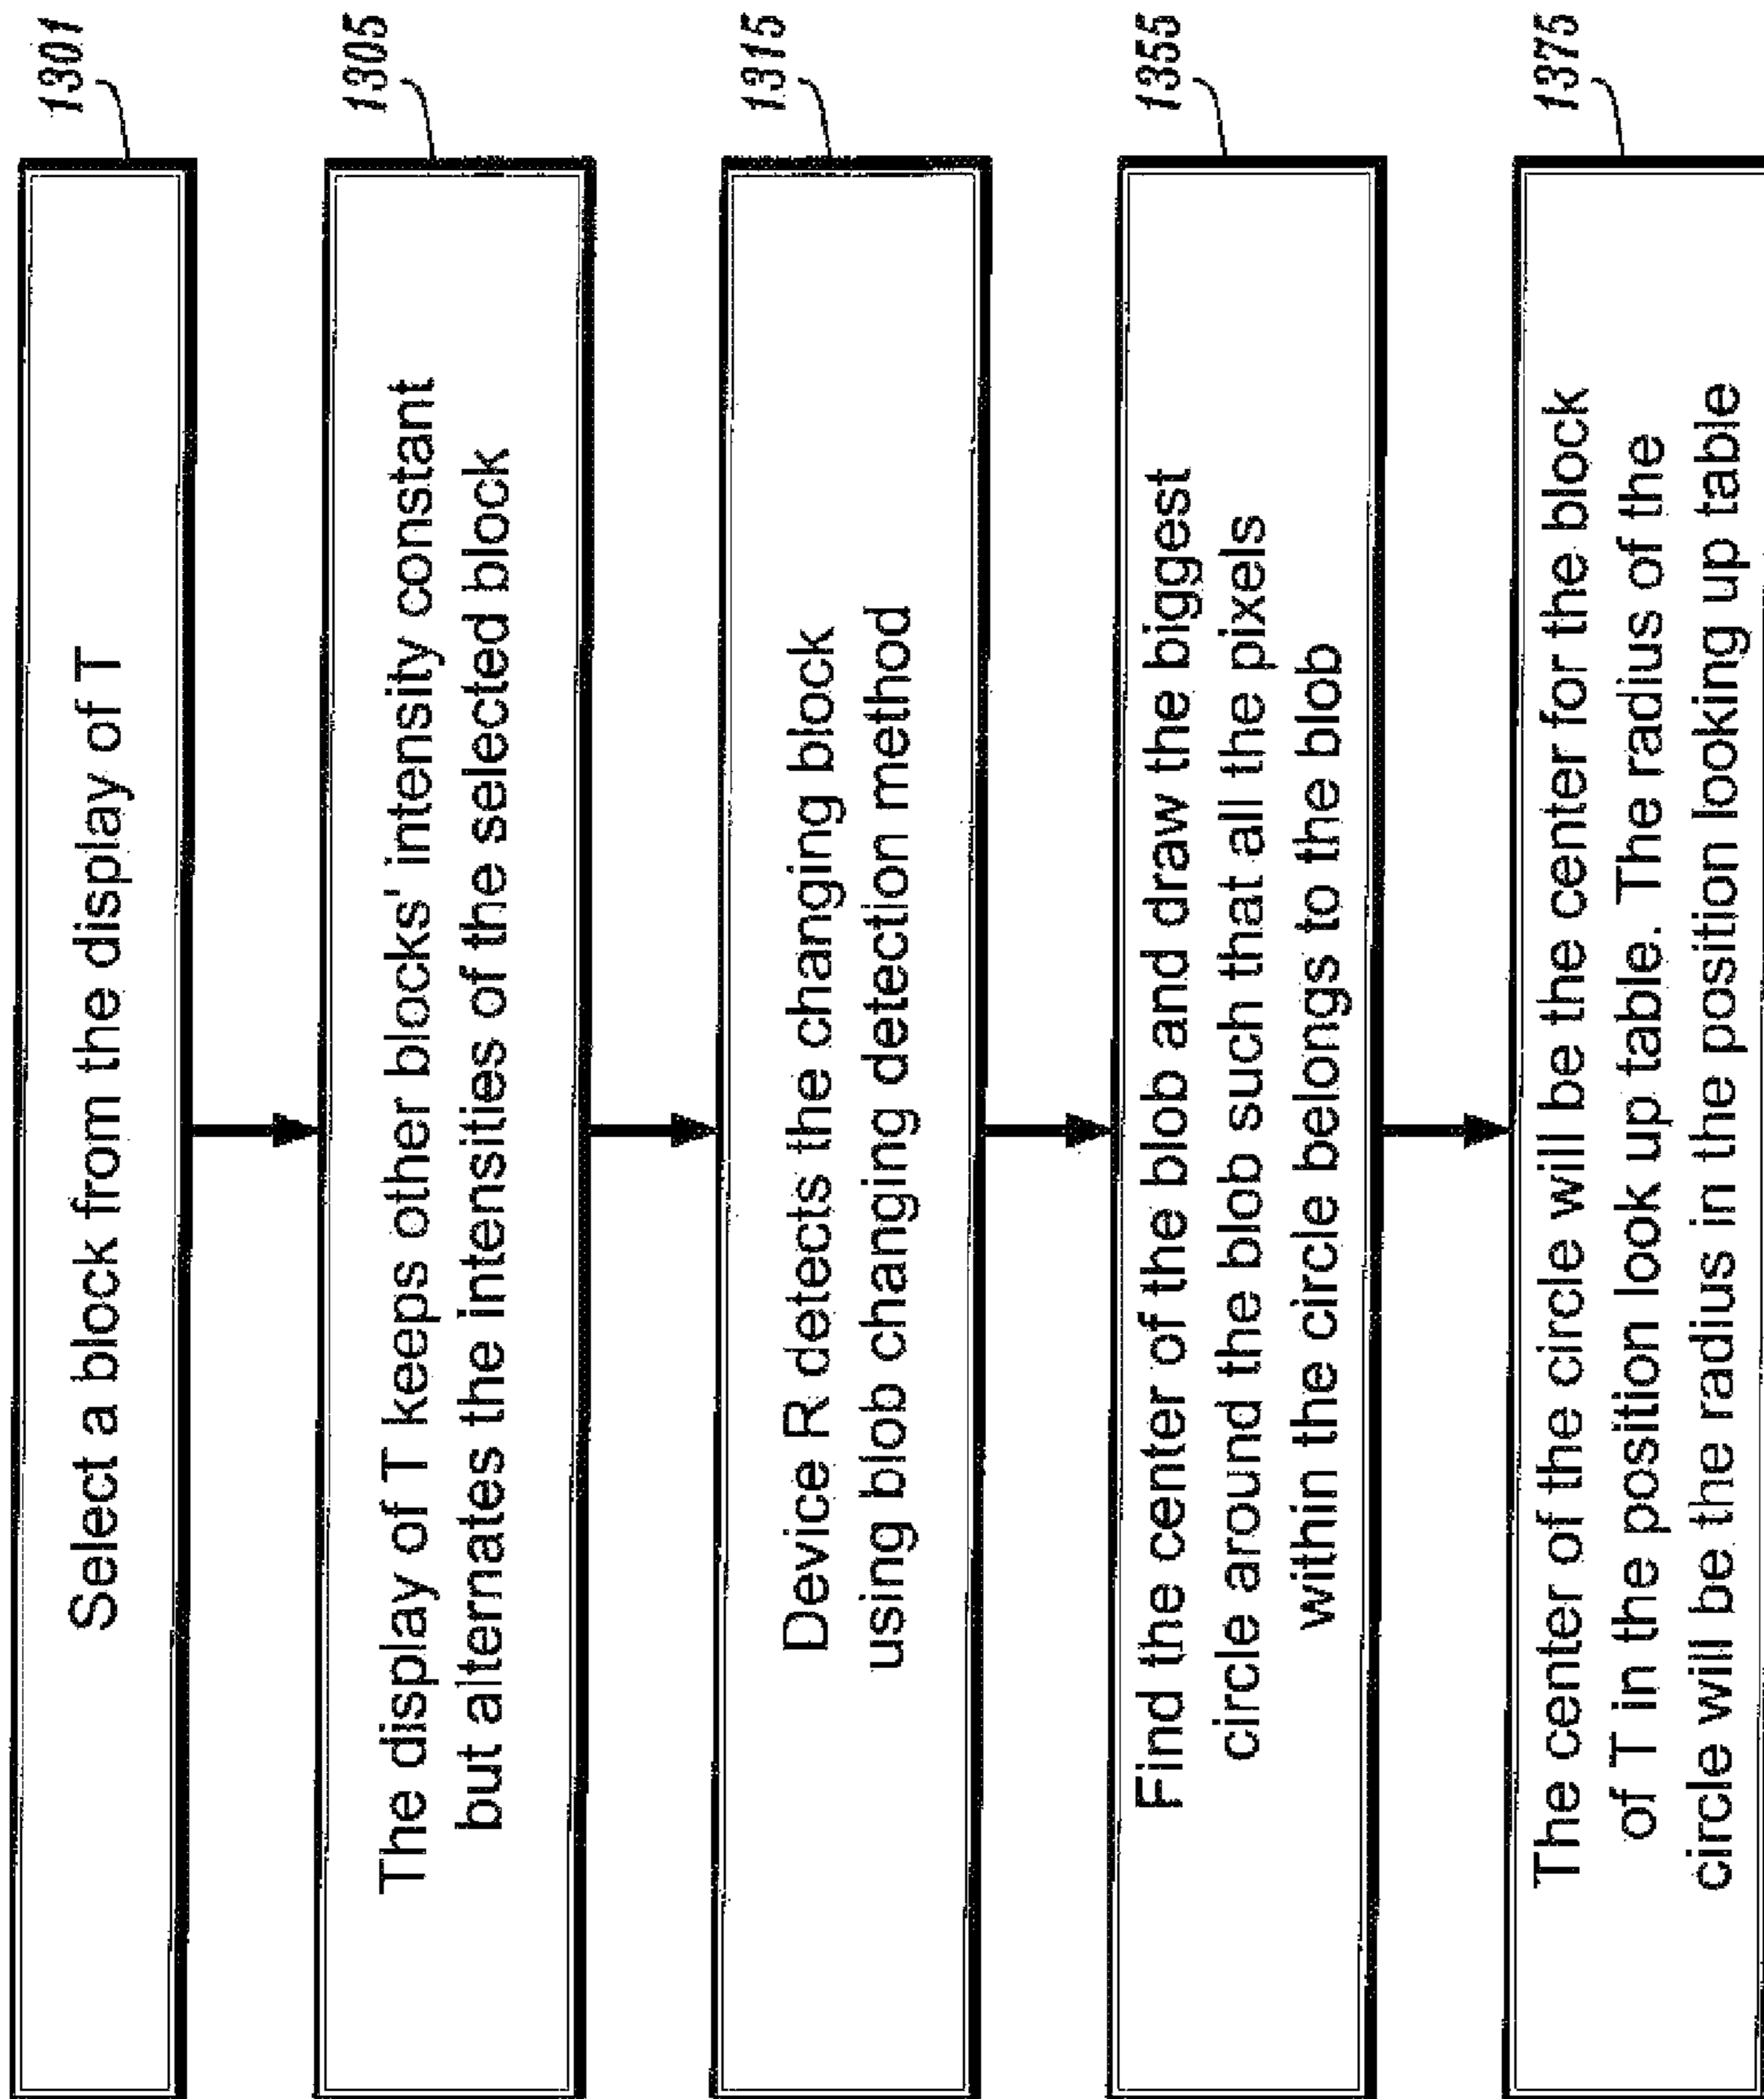 1301
Select a block from the display of T
1305
The display of T keeps other blocks' intensity constant
but alternates the intensities of the selected block
1315
Device R detects the changing block
using blob changing detection method
1355
Find the center of the blob and draw the biggest
circle around the blob such that all the pixels
within the circle belongs to the blob
1375
The center of the circle will be the center for the block
of T in the position look up table. The radius of the
circle will be the radius in the position looking up table